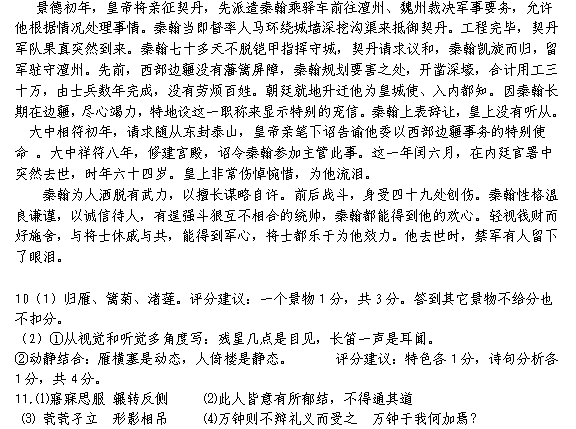 景德初年，皇帝将亲征契丹，先派遣秦翰乘驿车前往澶州、魏州裁决军事要务，允许
他根据情况处理事情。秦翰当即督率人马环绕城墙深挖沟渠来抵御契丹。工程完毕，契丹
军队果真突然到来。秦翰七十多天不脱铠甲指挥守城，契丹请求议和，秦翰凯旋而归，留
军驻守澶州。先前，西部边疆没有藩篱屏障，秦翰规划要害之处，开凿深壕，合计用工三
十万，由士兵数年完成，没有劳烦百姓。朝廷就地升迁他为皇城使、入内都知。因秦翰长
期在边疆，尽心竭力，特地设这一职称来显示特别的宠信。秦翰上表辞让，皇上没有听从。
大中相符初年，请求随从东封泰山，皇帝亲笔下诏告谕他委以西部边疆事务的特别使
命 。大中祥符八年，修建宫殿，诏令秦翰参加主管此事。这一年闰六月，在内廷官署中
突然去世，时年六十四岁。皇上非常伤悼惋惜，为他流泪。
秦翰为人洒脱有武力，以擅长谋略自许。前后战斗，身受四十九处创伤。秦翰性格温
良谦谨，以诚信待人，有逞强斗狠互不相合的统帅，秦翰都能得到他的欢心。轻视钱财而
好施舍，与将士休戚与共，能得到军心，将士都乐于为他效力。他去世时，禁军有人留下
了眼泪。
10（1）归雁、篱菊、渚莲。评分建议：一个景物1分，共3分。答到其它景物不给分也
不扣分。
（2）①从视觉和听觉多角度写：残星几点是目见，长笛一声是耳闻。
②动静结合：雁横塞是动态，人倚楼是静态。 评分建议：特色各1分，诗句分析各
1分，共4分。
11.⑴寤寐思服 辗转反侧 ⑵此人皆意有所郁结，不得通其道
⑶ 茕茕孑立 形影相吊 ⑷万钟则不辩礼义而受之 万钟于我何加焉？